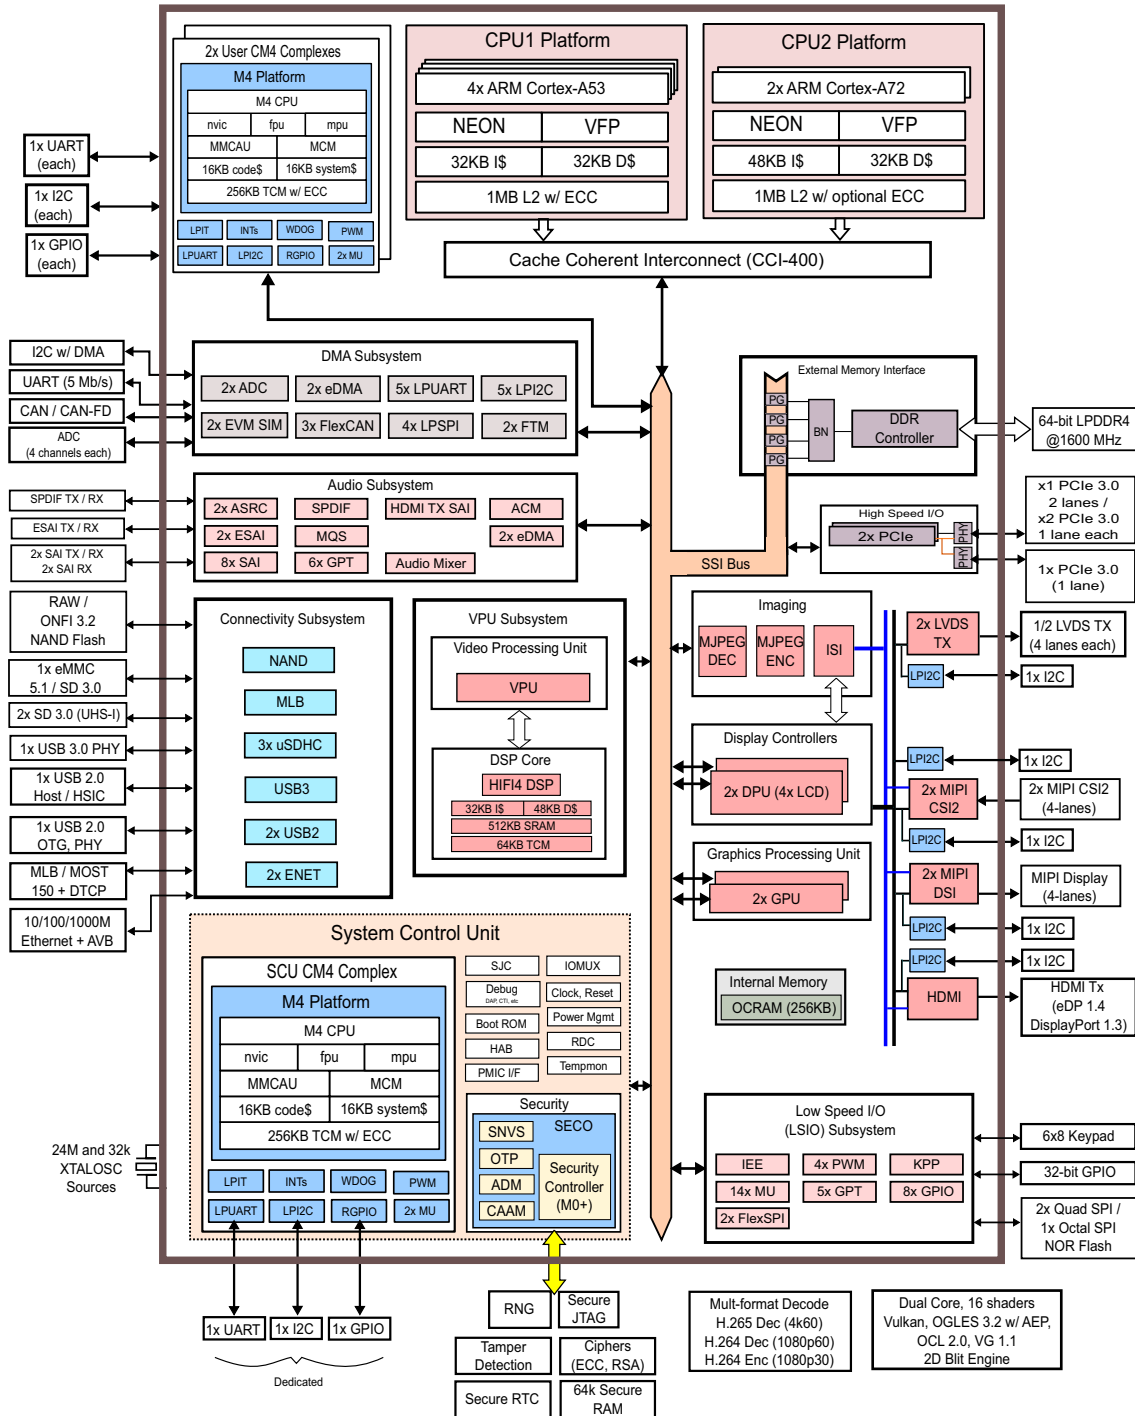 2x User CM4 Complexes
M4 Platform
M4 CPU
nvic
fpu
mpu
MMCAU
MCM
16KB code$
16KB system$
256KB TCM w/ ECC
LPIT
INTs
WDOG
PWM
LPUART
LPI2C
RGPIO
2x MU
CPU1 Platform
4x ARM Cortex-A53
NEON
VFP
32KB I$
32KB D$
1MB L2 w/ ECC
CPU2 Platform
2x ARM Cortex-A72
NEON
VFP
48KB I$
32KB D$
1MB L2 w/ optional ECC
Cache Coherent Interconnect (CCI-400)
1x UART
(each)
1x I2C
(each)
1x GPIO
(each)
I2C w/ DMA
UART (5 Mb/s)
CAN / CAN-FD
ADC
(4 channels each)
DMA Subsystem
2x ADC
2x eDMA
5x LPUART
5x LPI2C
2x EVM SIM
3x FlexCAN
4x LPSPI
2x FTM
External Memory Interface
PG
PG
PG
PG
BN
DDR
Controller
64-bit LPDDR4
@1600 MHz
SPDIF TX / RX
ESAI TX / RX
2x SAI TX / RX
2x SAI RX
Audio Subsystem
2x ASRC
SPDIF
HDMI TX SAI
ACM
2x ESAI
MQS
2x eDMA
8x SAI
6x GPT
Audio Mixer
SSI Bus
High Speed I/O
2x PCIe
PHY
PHY
x1 PCIe 3.0
2 lanes /
x2 PCIe 3.0
1 lane each
1x PCIe 3.0
(1 lane)
RAW /
ONFI 3.2
NAND Flash
1x eMMC
5.1 / SD 3.0
2x SD 3.0 (UHS-I)
1x USB 3.0 PHY
1x USB 2.0
Host / HSIC
1x USB 2.0
OTG, PHY
MLB / MOST
150 + DTCP
10/100/1000M
Ethernet + AVB
Connectivity Subsystem
NAND
MLB
3x uSDHC
USB3
2x USB2
2x ENET
VPU Subsystem
Video Processing Unit
VPU
DSP Core
HIFI4 DSP
32KB I$
48KB D$
512KB SRAM
64KB TCM
Imaging
MJPEG
DEC
MJPEG
ENC
ISI
Display Controllers
2x DPU (4x LCD)
Graphics Processing Unit
2x GPU
Internal Memory
OCRAM (256KB)
2x LVDS
TX
LPI2C
LPI2C
2x MIPI
CSI2
LPI2C
2x MIPI
DSI
LPI2C
LPI2C
HDMI
1/2 LVDS TX
(4 lanes each)
1x I2C
1x I2C
2x MIPI CSI2
(4-lanes)
1x I2C
MIPI Display
(4-lanes)
1x I2C
1x I2C
HDMI Tx
(eDP 1.4
DisplayPort 1.3)
System Control Unit
SCU CM4 Complex
M4 Platform
M4 CPU
nvic
fpu
mpu
MMCAU
MCM
16KB code$
16KB system$
256KB TCM w/ ECC
LPIT
INTs
WDOG
PWM
LPUART
LPI2C
RGPIO
2x MU
SJC
IOMUX
Debug
DAP, CTI, etc
Clock, Reset
Boot ROM
Power Mgmt
HAB
RDC
PMIC I/F
Tempmon
Security
SECO
SNVS
OTP
ADM
CAAM
Security
Controller
(M0+)
24M and 32k
XTALOSC
Sources
Low Speed I/O
(LSIO) Subsystem
IEE
4x PWM
KPP
14x MU
5x GPT
8x GPIO
2x FlexSPI
6x8 Keypad
32-bit GPIO
2x Quad SPI /
1x Octal SPI
NOR Flash
1x UART
1x I2C
1x GPIO
Dedicated
RNG
Secure
JTAG
Tamper
Detection
Ciphers
(ECC, RSA)
Secure RTC
64k Secure
RAM
Mult-format Decode
H.265 Dec (4k60)
H.264 Dec (1080p60)
H.264 Enc (1080p30)
Dual Core, 16 shaders
Vulkan, OGLES 3.2 w/ AEP,
OCL 2.0, VG 1.1
2D Blit Engine